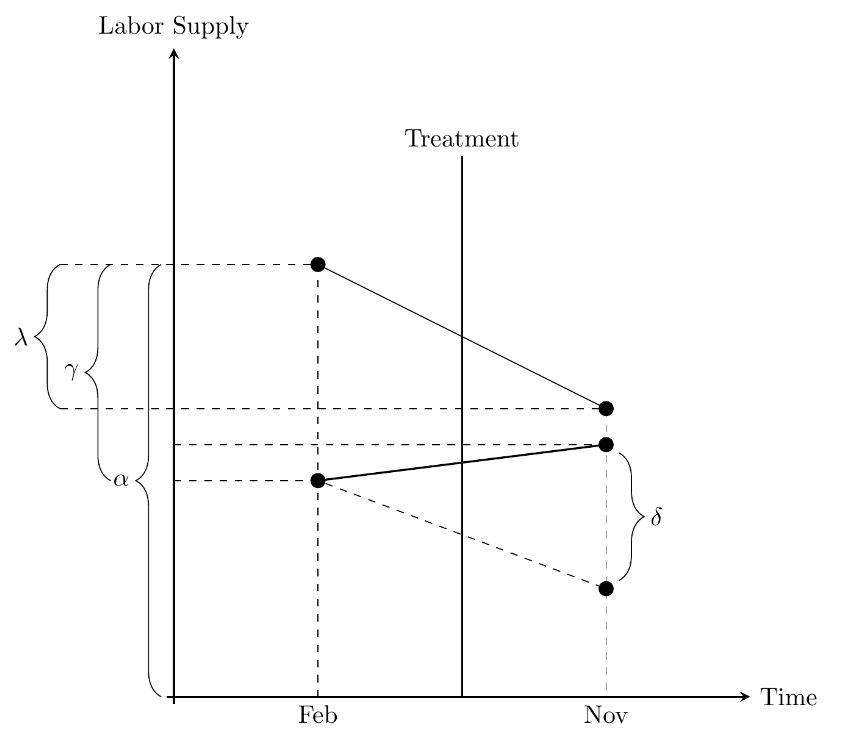 Labor Supply
Treatment
λ
γ
α
δ
Time
Feb
Nov